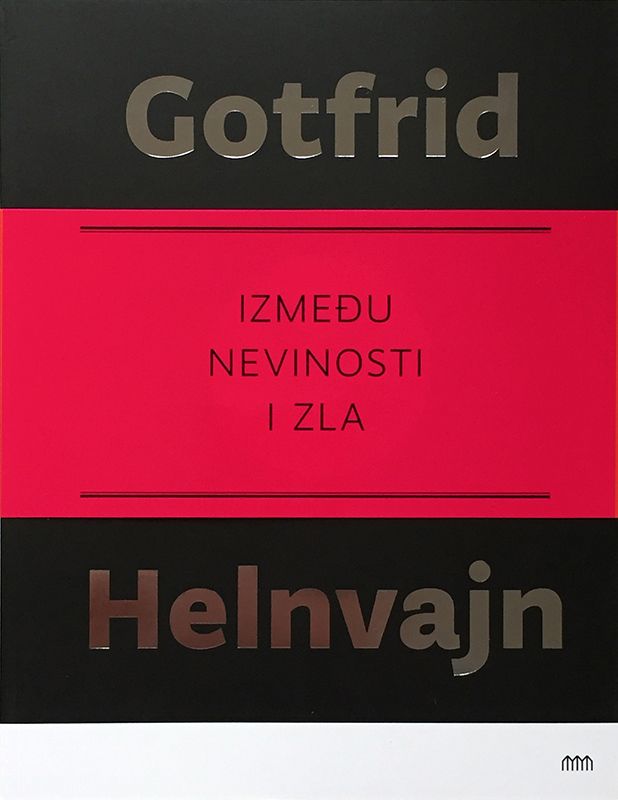 Gotfrid
IZMEĐU
NEVINOSTI
I ZLA
Helnvajn